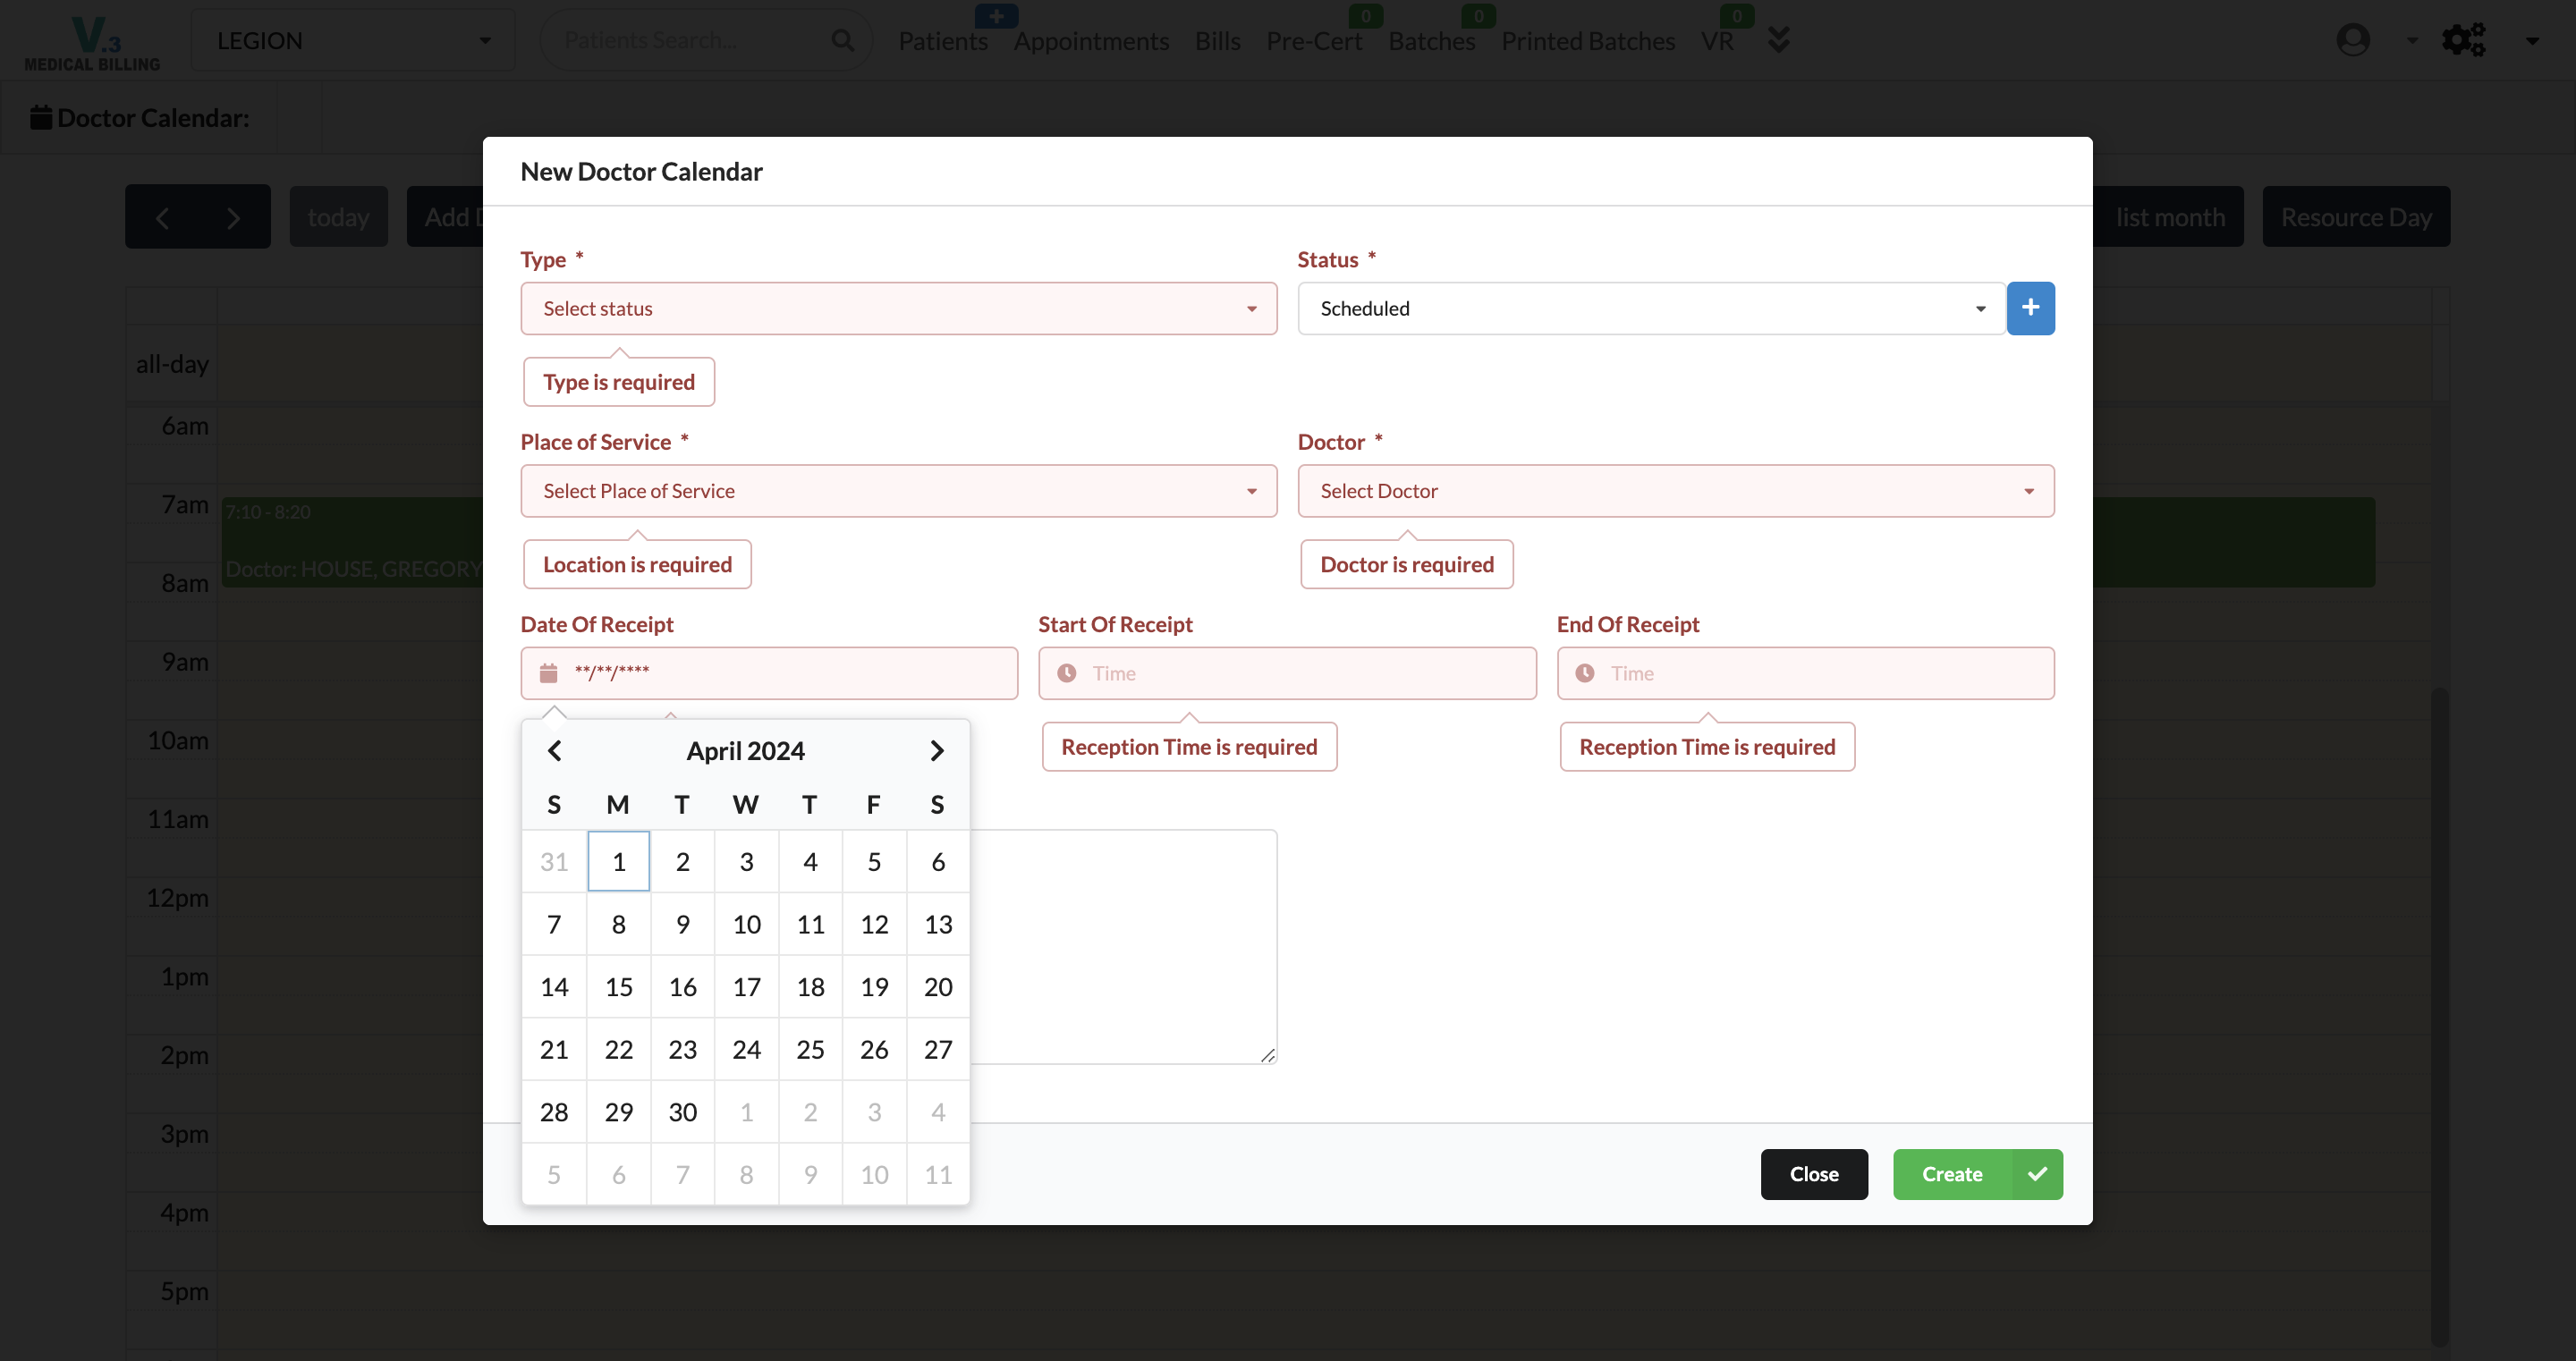 V.3
MEDICAL BILLING
LEGION
Patients Search...
Patients
Appointments
Bills
Pre-Cert
0
Batches
0
Printed Batches
VR
0
Doctor Calendar:
today
Add
list month
Resource Day
all-day
6am
7am
8am
9am
10am
11am
12pm
1pm
2pm
3pm
4pm
5pm
7:10 - 8:20
Doctor: HOUSE, GREGORY
New Doctor Calendar
Type *
Select status
Type is required
Status *
Scheduled
+
Place of Service *
Select Place of Service
Location is required
Doctor *
Select Doctor
Doctor is required
Date Of Receipt
**/**/****
Start Of Receipt
Time
Reception Time is required
End Of Receipt
Time
Reception Time is required
April 2024
S M T W T F S
31 1 2 3 4 5 6
7 8 9 10 11 12 13
14 15 16 17 18 19 20
21 22 23 24 25 26 27
28 29 30 1 2 3 4
5 6 7 8 9 10 11
Close
Create